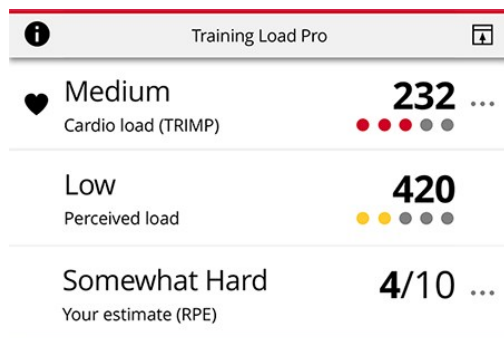 Training Load Pro
Medium
232
Cardio load (TRIMP)
Low
420
Perceived load
Somewhat Hard
4/10
Your estimate (RPE)